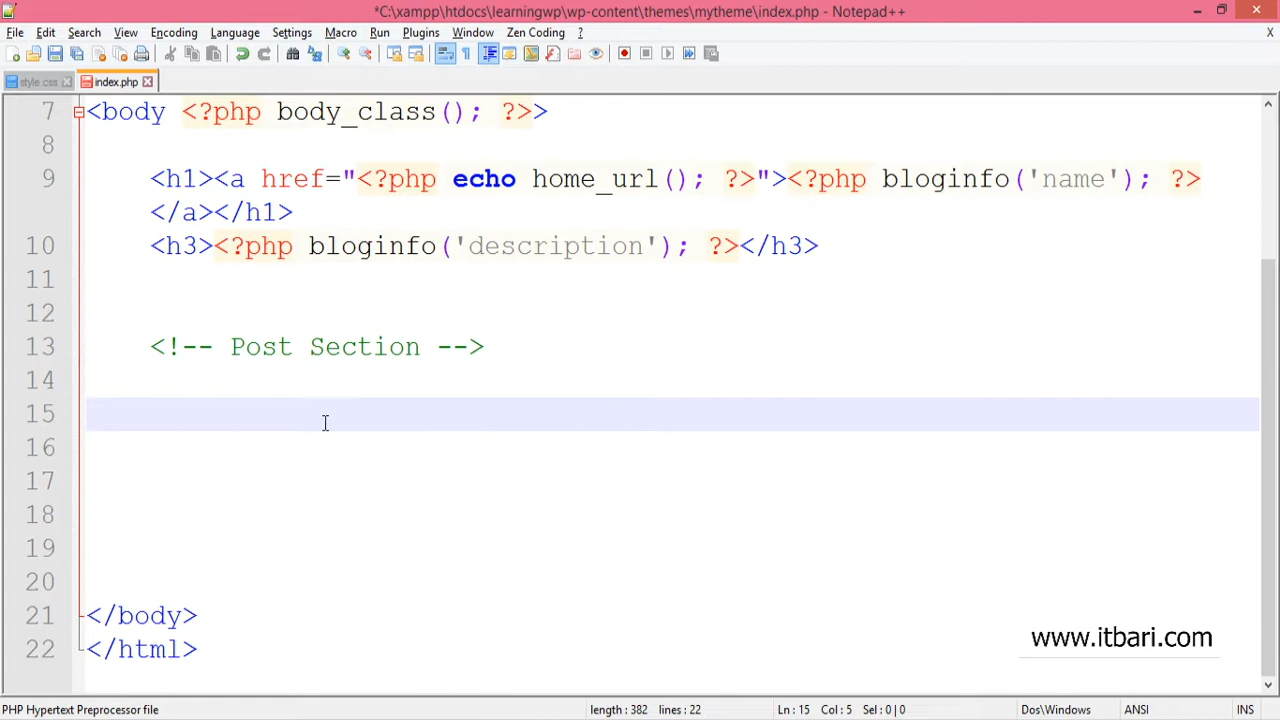 *C:\xampp\htdocs\learningwp\wp-content\themes\mytheme\index.php - Notepad++
File Edit Search View Encoding Language Settings Macro Run Plugins Window Zen Coding ? X
style.css index.php
7 <body <?php body_class(); ?>>
8
9 <h1><a href="<?php echo home_url(); ?>"><?php bloginfo('name'); ?>
</a></h1>
10 <h3><?php bloginfo('description'); ?></h3>
11
12
13 <!-- Post Section -->
14
15
16
17
18
19
20
21 </body>
22 </html>
www.itbari.com
PHP Hypertext Preprocessor file length : 382 lines : 22 Ln : 15 Col : 5 Sel : 0 | 0 Dos\Windows ANSI INS